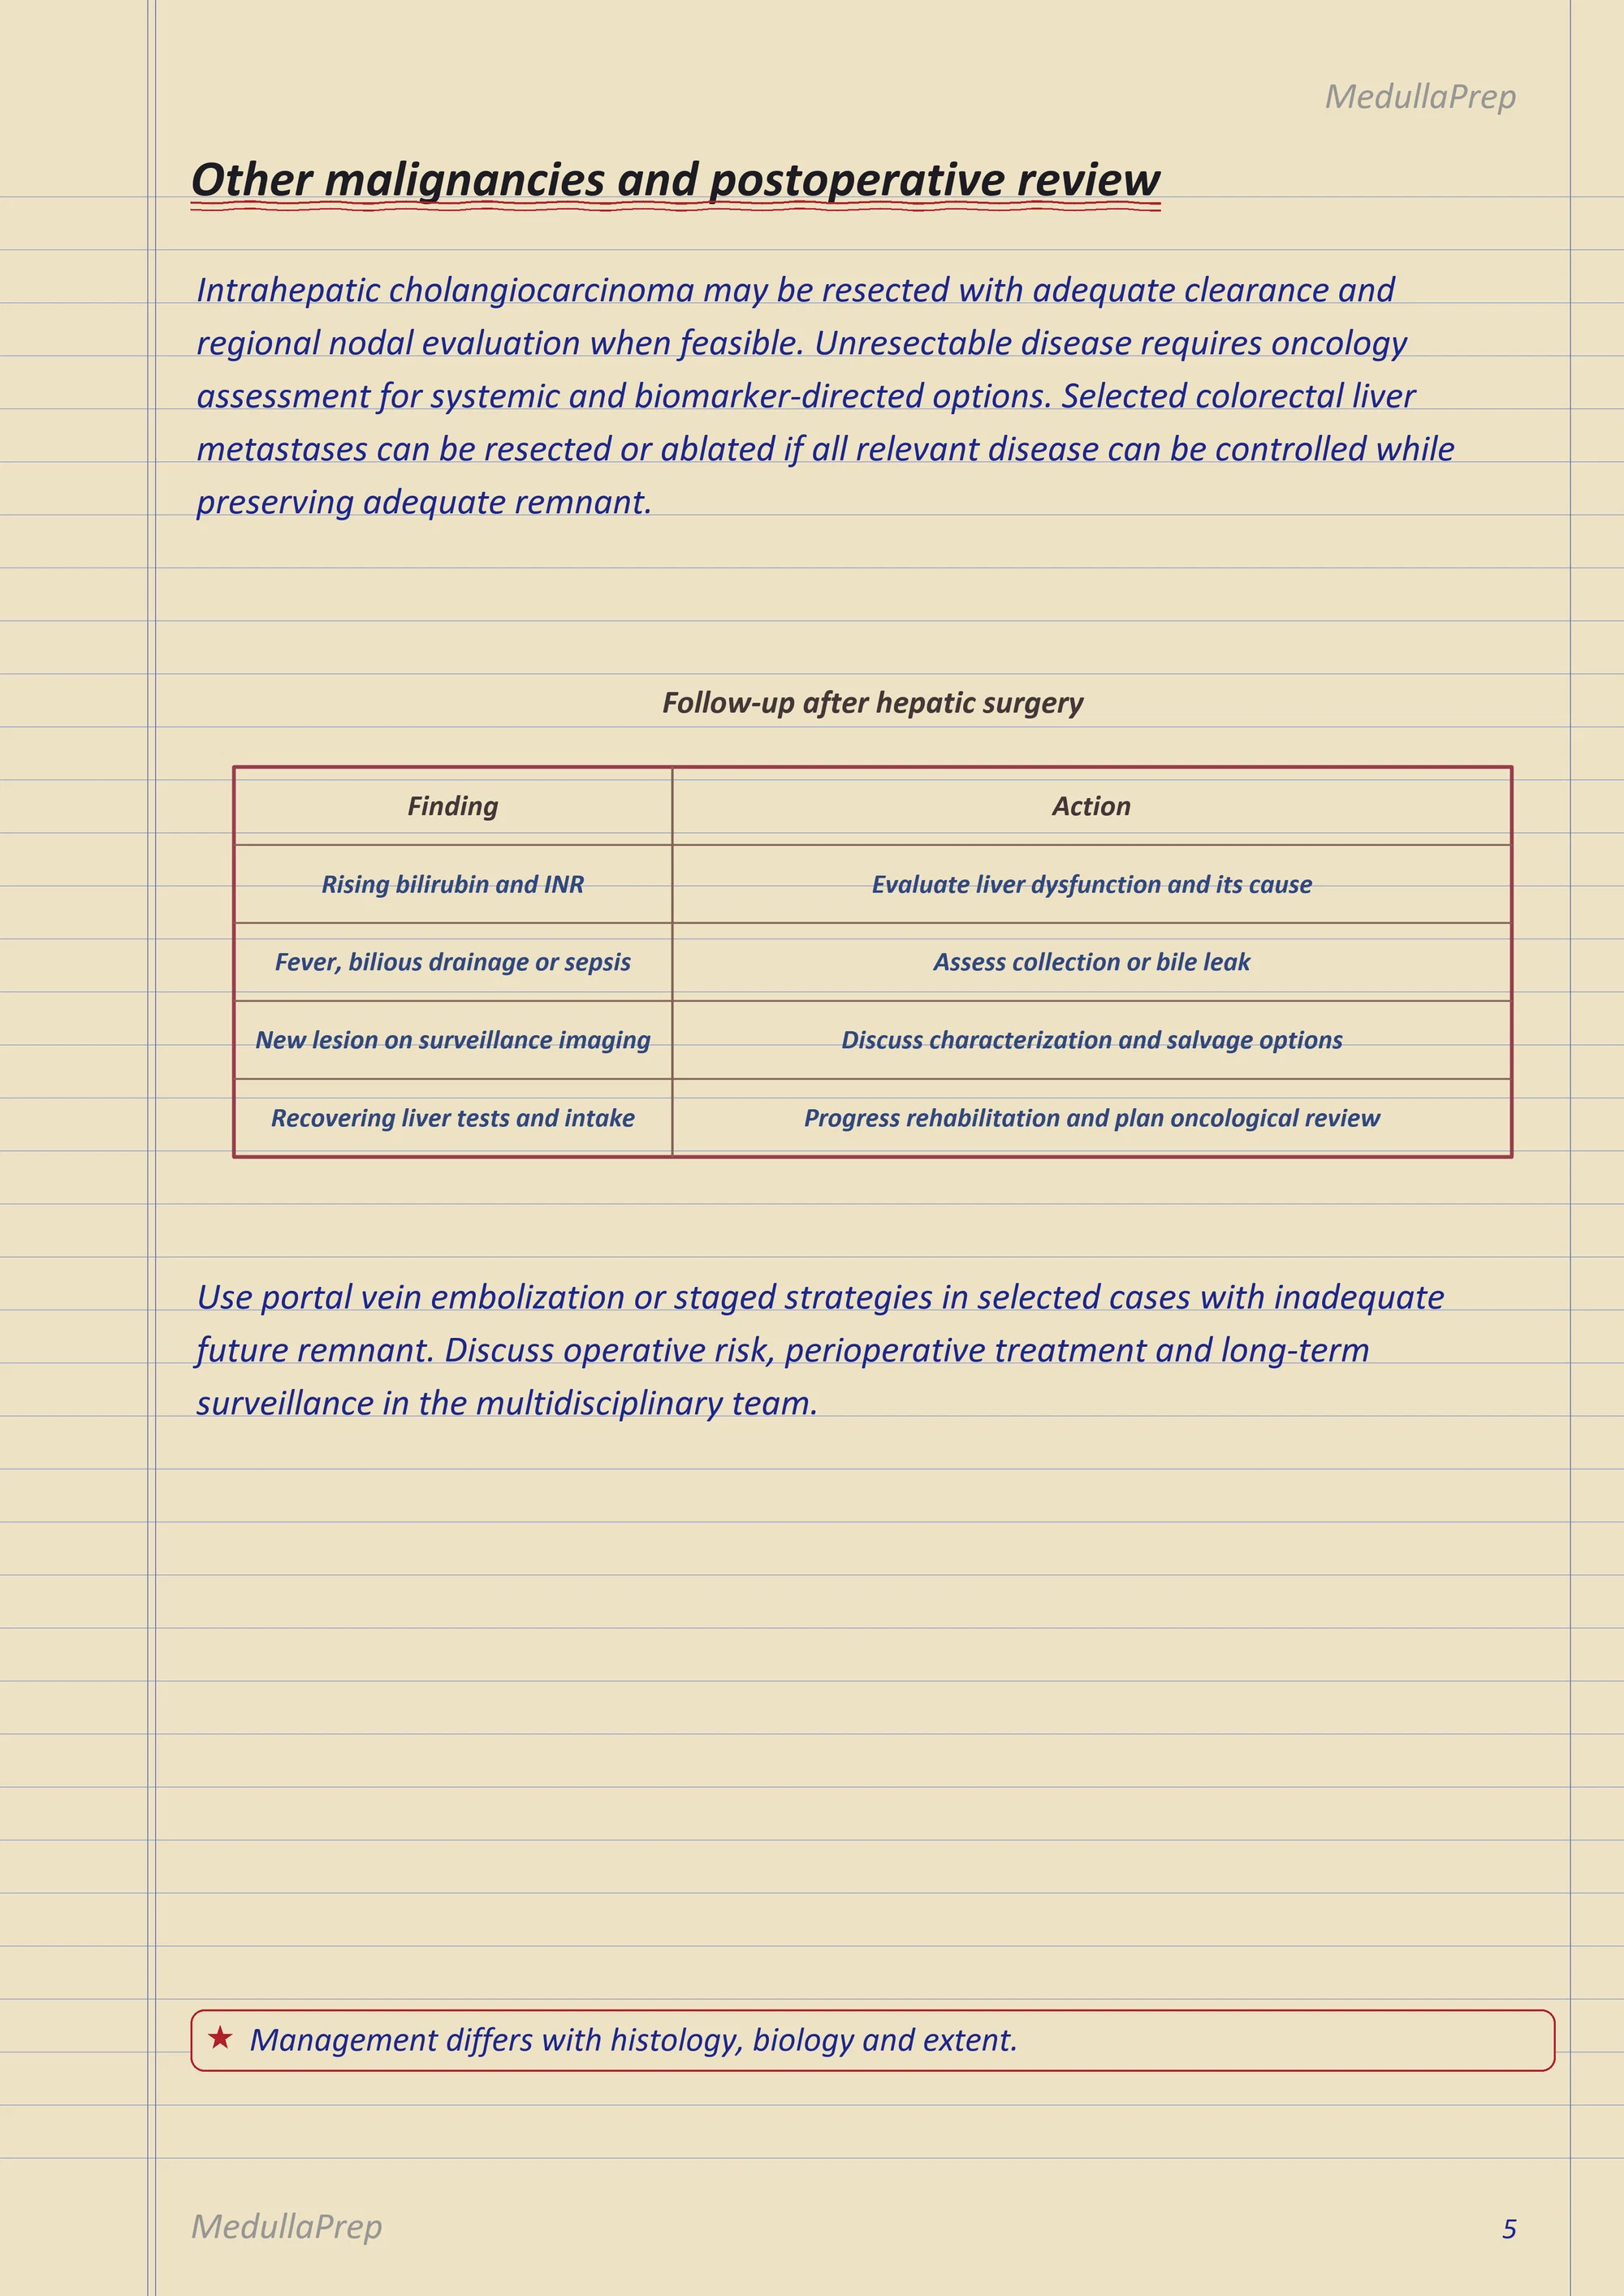 MedullaPrep
Other malignancies and postoperative review
Intrahepatic cholangiocarcinoma may be resected with adequate clearance and
regional nodal evaluation when feasible. Unresectable disease requires oncology
assessment for systemic and biomarker-directed options. Selected colorectal liver
metastases can be resected or ablated if all relevant disease can be controlled while
preserving adequate remnant.
Follow-up after hepatic surgery
Finding Action
Rising bilirubin and INR Evaluate liver dysfunction and its cause
Fever, bilious drainage or sepsis Assess collection or bile leak
New lesion on surveillance imaging Discuss characterization and salvage options
Recovering liver tests and intake Progress rehabilitation and plan oncological review
Use portal vein embolization or staged strategies in selected cases with inadequate
future remnant. Discuss operative risk, perioperative treatment and long-term
surveillance in the multidisciplinary team.
★ Management differs with histology, biology and extent.
MedullaPrep 5